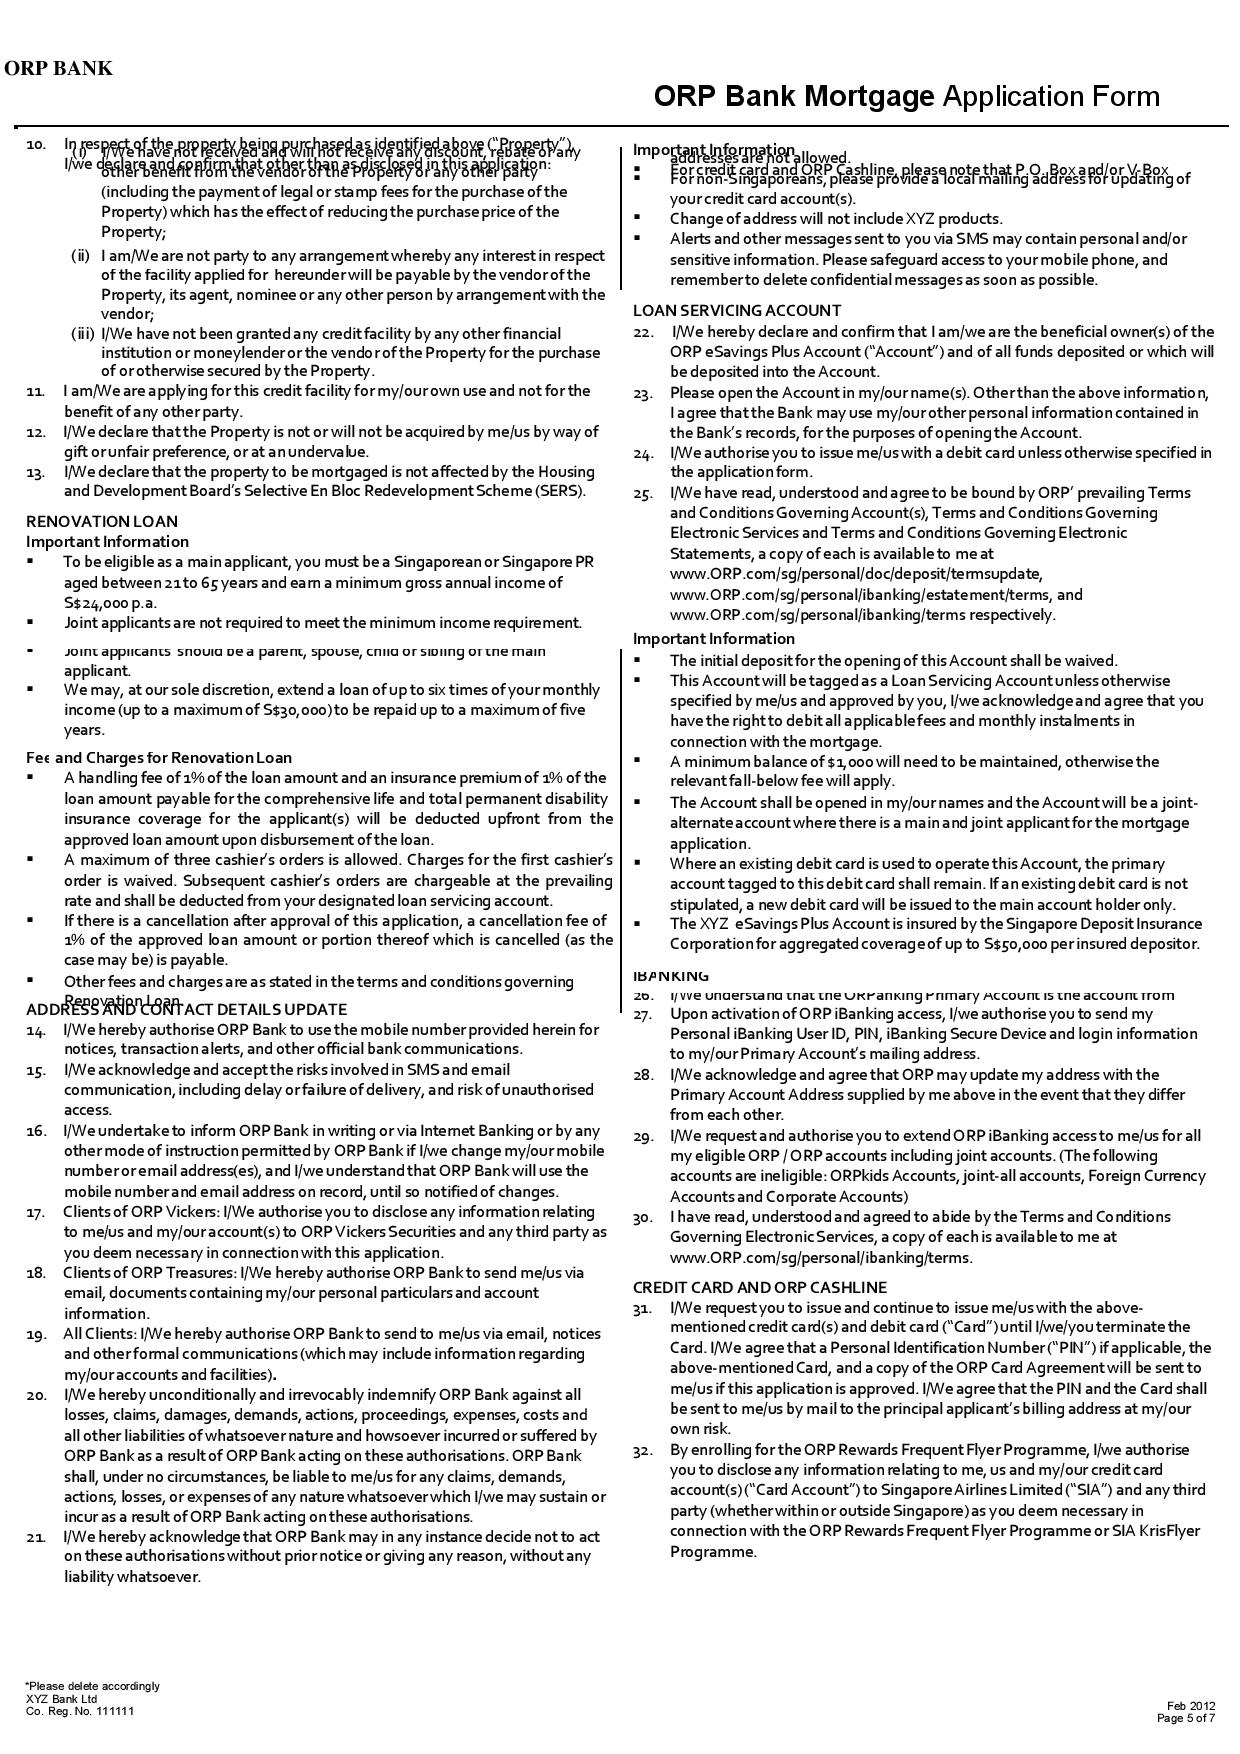 ORP BANK
ORP Bank Mortgage Application Form
10. In respect of the property being purchased as identified above (“Property”)
I/we declare and confirm that other than as disclosed in this application:
(i) I/We have not received and will not receive any discount, rebate or any
other benefit from the vendor of the Property or any other party
(including the payment of legal or stamp fees for the purchase of the
Property) which has the effect of reducing the purchase price of the
Property;
(ii) I am/We are not party to any arrangement whereby any interest in respect
of the facility applied for hereunder will be payable by the vendor of the
Property, its agent, nominee or any other person by arrangement with the
vendor;
(iii) I/We have not been granted any credit facility by any other financial
institution or moneylender or the vendor of the Property for the purchase
of or otherwise secured by the Property.
11. I am/We are applying for this credit facility for my/our own use and not for the
benefit of any other party.
12. I/We declare that the Property is not or will not be acquired by me/us by way of
gift or unfair preference, or at an undervalue.
13. I/We declare that the property to be mortgaged is not affected by the Housing
and Development Board’s Selective En Bloc Redevelopment Scheme (SERS).
RENOVATION LOAN
Important Information
▪ To be eligible as a main applicant, you must be a Singaporean or Singapore PR
aged between 21 to 65 years and earn a minimum gross annual income of
S$24,000 p.a.
▪ Joint applicants are not required to meet the minimum income requirement.
▪ Joint applicants should be a parent, spouse, child or sibling of the main
applicant.
▪ We may, at our sole discretion, extend a loan of up to six times of your monthly
income (up to a maximum of S$30,000) to be repaid up to a maximum of five
years.
Fee and Charges for Renovation Loan
▪ A handling fee of 1% of the loan amount and an insurance premium of 1% of the
loan amount payable for the comprehensive life and total permanent disability
insurance coverage for the applicant(s) will be deducted upfront from the
approved loan amount upon disbursement of the loan.
▪ A maximum of three cashier’s orders is allowed. Charges for the first cashier’s
order is waived. Subsequent cashier’s orders are chargeable at the prevailing
rate and shall be deducted from your designated loan servicing account.
▪ If there is a cancellation after approval of this application, a cancellation fee of
1% of the approved loan amount or portion thereof which is cancelled (as the
case may be) is payable.
▪ Other fees and charges are as stated in the terms and conditions governing
Renovation Loan.
ADDRESS AND CONTACT DETAILS UPDATE
14. I/We hereby authorise ORP Bank to use the mobile number provided herein for
notices, transaction alerts, and other official bank communications.
15. I/We acknowledge and accept the risks involved in SMS and email
communication, including delay or failure of delivery, and risk of unauthorised
access.
16. I/We undertake to inform ORP Bank in writing or via Internet Banking or by any
other mode of instruction permitted by ORP Bank if I/we change my/our mobile
number or email address(es), and I/we understand that ORP Bank will use the
mobile number and email address on record, until so notified of changes.
17. Clients of ORP Vickers: I/We authorise you to disclose any information relating
to me/us and my/our account(s) to ORP Vickers Securities and any third party as
you deem necessary in connection with this application.
18. Clients of ORP Treasures: I/We hereby authorise ORP Bank to send me/us via
email, documents containing my/our personal particulars and account
information.
19. All Clients: I/We hereby authorise ORP Bank to send to me/us via email, notices
and other formal communications (which may include information regarding
my/our accounts and facilities).
20. I/We hereby unconditionally and irrevocably indemnify ORP Bank against all
losses, claims, damages, demands, actions, proceedings, expenses, costs and
all other liabilities of whatsoever nature and howsoever incurred or suffered by
ORP Bank as a result of ORP Bank acting on these authorisations. ORP Bank
shall, under no circumstances, be liable to me/us for any claims, demands,
actions, losses, or expenses of any nature whatsoever which I/we may sustain or
incur as a result of ORP Bank acting on these authorisations.
21. I/We hereby acknowledge that ORP Bank may in any instance decide not to act
on these authorisations without prior notice or giving any reason, without any
liability whatsoever.
Important Information
▪ For credit card and ORP Cashline, please note that P.O. Box and/or V-Box
addresses are not allowed.
▪ For non-Singaporeans, please provide a local mailing address for updating of
your credit card account(s).
▪ Change of address will not include XYZ products.
▪ Alerts and other messages sent to you via SMS may contain personal and/or
sensitive information. Please safeguard access to your mobile phone, and
remember to delete confidential messages as soon as possible.
LOAN SERVICING ACCOUNT
22. I/We hereby declare and confirm that I am/we are the beneficial owner(s) of the
ORP eSavings Plus Account (“Account”) and of all funds deposited or which will
be deposited into the Account.
23. Please open the Account in my/our name(s). Other than the above information,
I agree that the Bank may use my/our other personal information contained in
the Bank’s records, for the purposes of opening the Account.
24. I/We authorise you to issue me/us with a debit card unless otherwise specified in
the application form.
25. I/We have read, understood and agree to be bound by ORP’ prevailing Terms
and Conditions Governing Account(s), Terms and Conditions Governing
Electronic Services and Terms and Conditions Governing Electronic
Statements, a copy of each is available to me at
www.ORP.com/sg/personal/doc/deposit/termsupdate,
www.ORP.com/sg/personal/ibanking/estatement/terms, and
www.ORP.com/sg/personal/ibanking/terms respectively.
Important Information
▪ The initial deposit for the opening of this Account shall be waived.
▪ This Account will be tagged as a Loan Servicing Account unless otherwise
specified by me/us and approved by you, I/we acknowledge and agree that you
have the right to debit all applicable fees and monthly instalments in
connection with the mortgage.
▪ A minimum balance of $1,000 will need to be maintained, otherwise the
relevant fall-below fee will apply.
▪ The Account shall be opened in my/our names and the Account will be a joint-
alternate account where there is a main and joint applicant for the mortgage
application.
▪ Where an existing debit card is used to operate this Account, the primary
account tagged to this debit card shall remain. If an existing debit card is not
stipulated, a new debit card will be issued to the main account holder only.
▪ The XYZ eSavings Plus Account is insured by the Singapore Deposit Insurance
Corporation for aggregated coverage of up to S$50,000 per insured depositor.
IBANKING
26. I/We understand that the ORPanking Primary Account is the account from
27. Upon activation of ORP iBanking access, I/we authorise you to send my
Personal iBanking User ID, PIN, iBanking Secure Device and login information
to my/our Primary Account’s mailing address.
28. I/We acknowledge and agree that ORP may update my address with the
Primary Account Address supplied by me above in the event that they differ
from each other.
29. I/We request and authorise you to extend ORP iBanking access to me/us for all
my eligible ORP / ORP accounts including joint accounts. (The following
accounts are ineligible: ORPkids Accounts, joint-all accounts, Foreign Currency
Accounts and Corporate Accounts)
30. I have read, understood and agreed to abide by the Terms and Conditions
Governing Electronic Services, a copy of each is available to me at
www.ORP.com/sg/personal/ibanking/terms.
CREDIT CARD AND ORP CASHLINE
31. I/We request you to issue and continue to issue me/us with the above-
mentioned credit card(s) and debit card (“Card”) until I/we/you terminate the
Card. I/We agree that a Personal Identification Number (“PIN”) if applicable, the
above-mentioned Card, and a copy of the ORP Card Agreement will be sent to
me/us if this application is approved. I/We agree that the PIN and the Card shall
be sent to me/us by mail to the principal applicant’s billing address at my/our
own risk.
32. By enrolling for the ORP Rewards Frequent Flyer Programme, I/we authorise
you to disclose any information relating to me, us and my/our credit card
account(s) (“Card Account”) to Singapore Airlines Limited (“SIA”) and any third
party (whether within or outside Singapore) as you deem necessary in
connection with the ORP Rewards Frequent Flyer Programme or SIA KrisFlyer
Programme.
*Please delete accordingly
XYZ Bank Ltd
Co. Reg. No. 111111
Feb 2012
Page 5 of 7